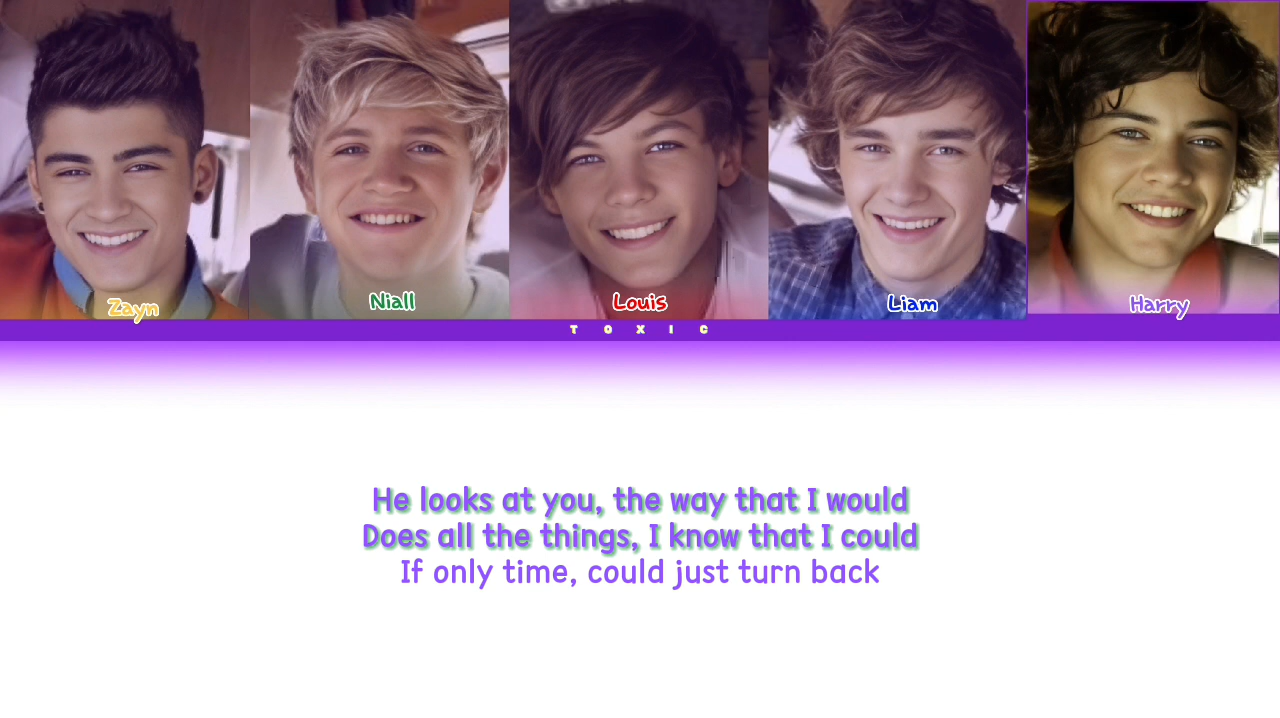 Zayn
Niall
Louis
Liam
Harry
T O X I C
He looks at you, the way that I would
Does all the things, I know that I could
If only time, could just turn back